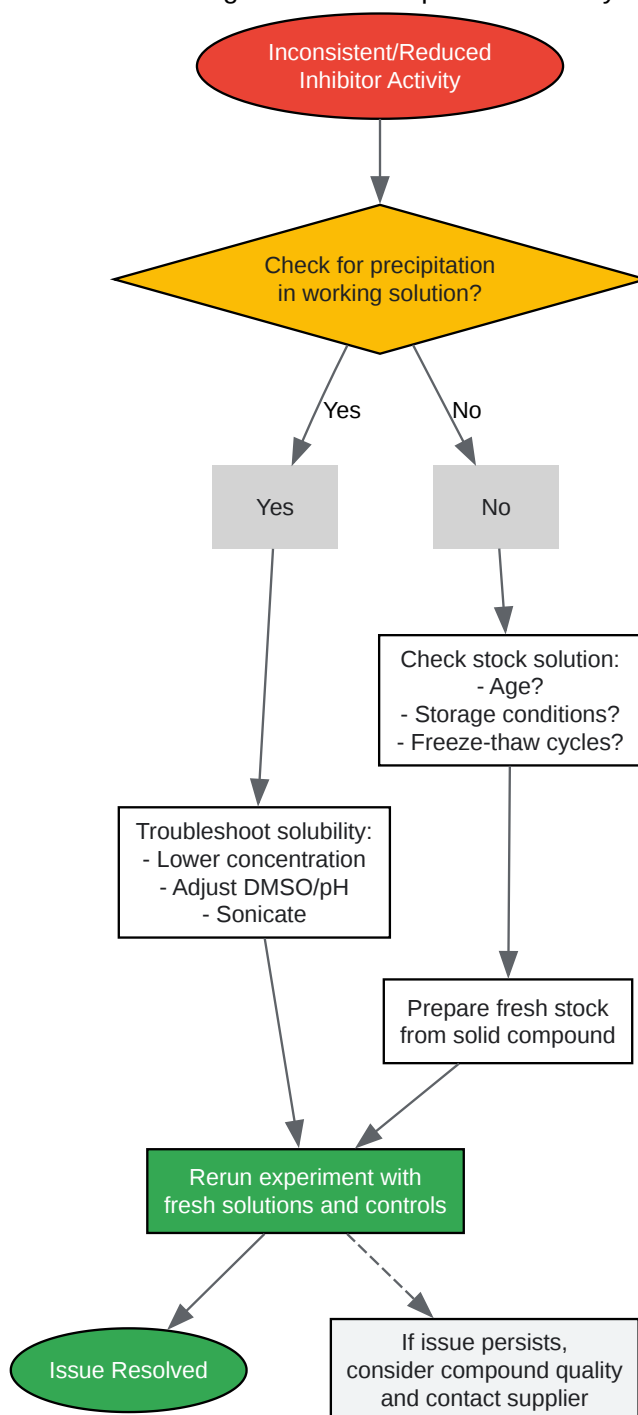 Inconsistent/Reduced
Inhibitor Activity
Check for precipitation
in working solution?
Yes
No
Yes
No
Check stock solution:
- Age?
- Storage conditions?
- Freeze-thaw cycles?
Troubleshoot solubility:
- Lower concentration
- Adjust DMSO/pH
- Sonicate
Prepare fresh stock
from solid compound
Rerun experiment with
fresh solutions and controls
Issue Resolved
If issue persists,
consider compound quality
and contact supplier